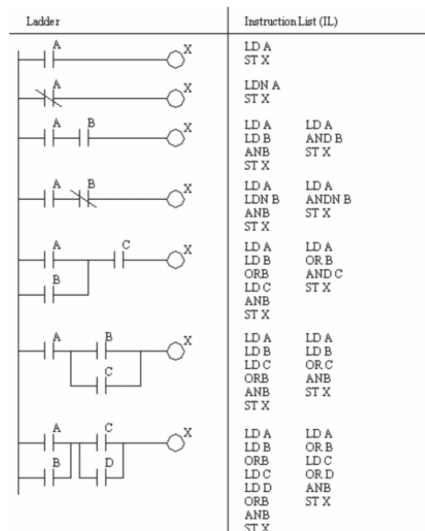 Ladder Instruction List (IL)
A X LD A
ST X
A X LDN A
ST X
A B X LD A LD A
LD B AND B
ANB ST X
ST X
A B X LD A LD A
LDN B ANDN B
ANB ST X
ST X
A C X LD A LD A
LD B OR B
ORB AND C
B LD C ST X
ANB
ST X
A B X LD A LD A
LD B LD B
C LD C OR C
ORB ANB
ANB ST X
ST X
A C X LD A LD A
LD B OR B
B D ORB LD C
LD C OR D
LD D ANB
ORB ST X
ANB
ST X